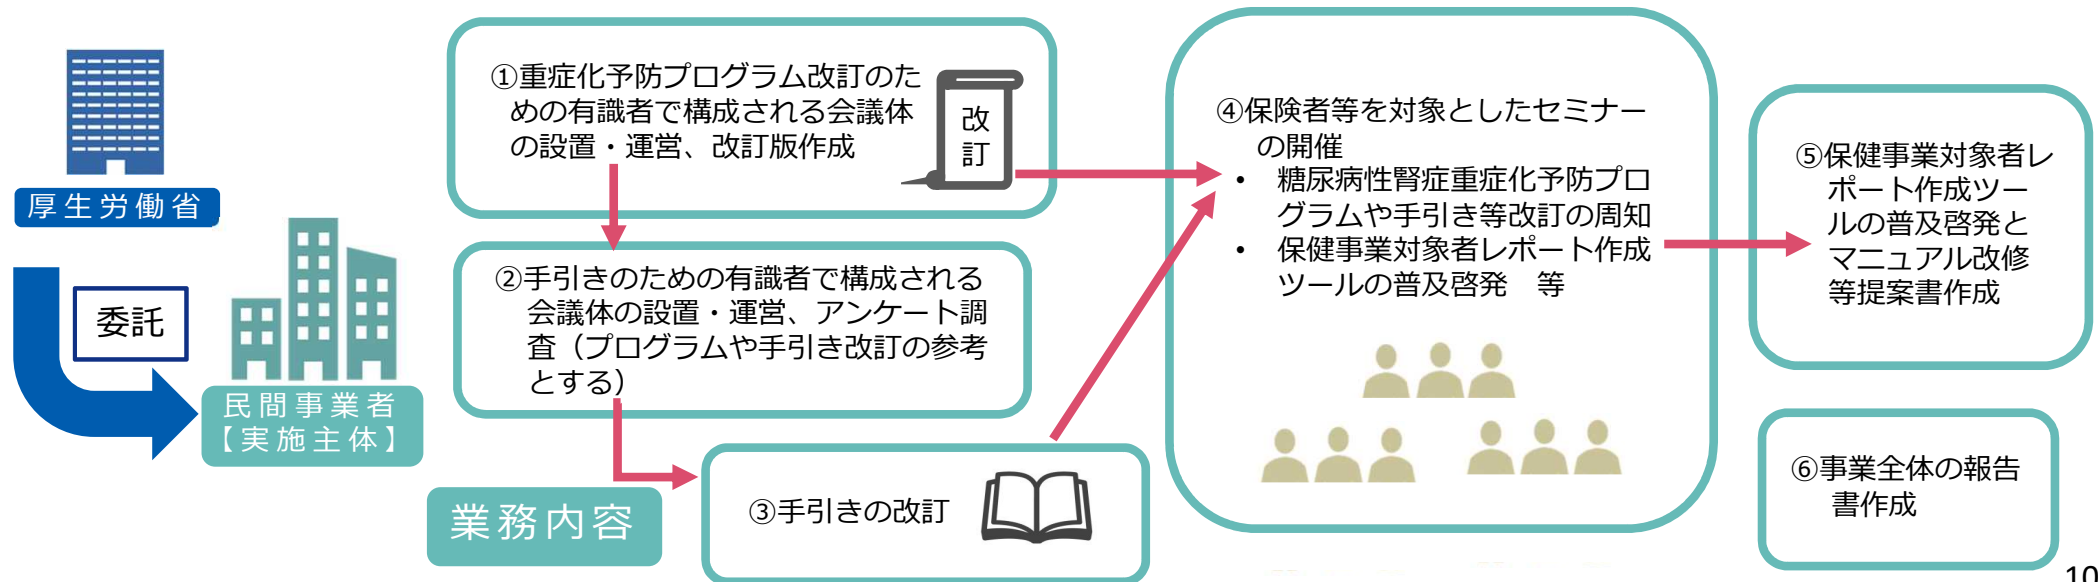 厚生労働省
委託
民間事業者
【実施主体】
業務内容
①重症化予防プログラム改訂のた
めの有識者で構成される会議体
の設置・運営、改訂版作成
改
訂
②手引きのための有識者で構成される
会議体の設置・運営、アンケート調
査（プログラムや手引き改訂の参考
とする）
③手引きの改訂
④保険者等を対象としたセミナー
の開催
• 糖尿病性腎症重症化予防プロ
グラムや手引き等改訂の周知
• 保健事業対象者レポート作成
ツールの普及啓発　等
⑤保健事業対象者レ
ポート作成ツー
ルの普及啓発と
マニュアル改修
等提案書作成
⑥事業全体の報告
書作成
10